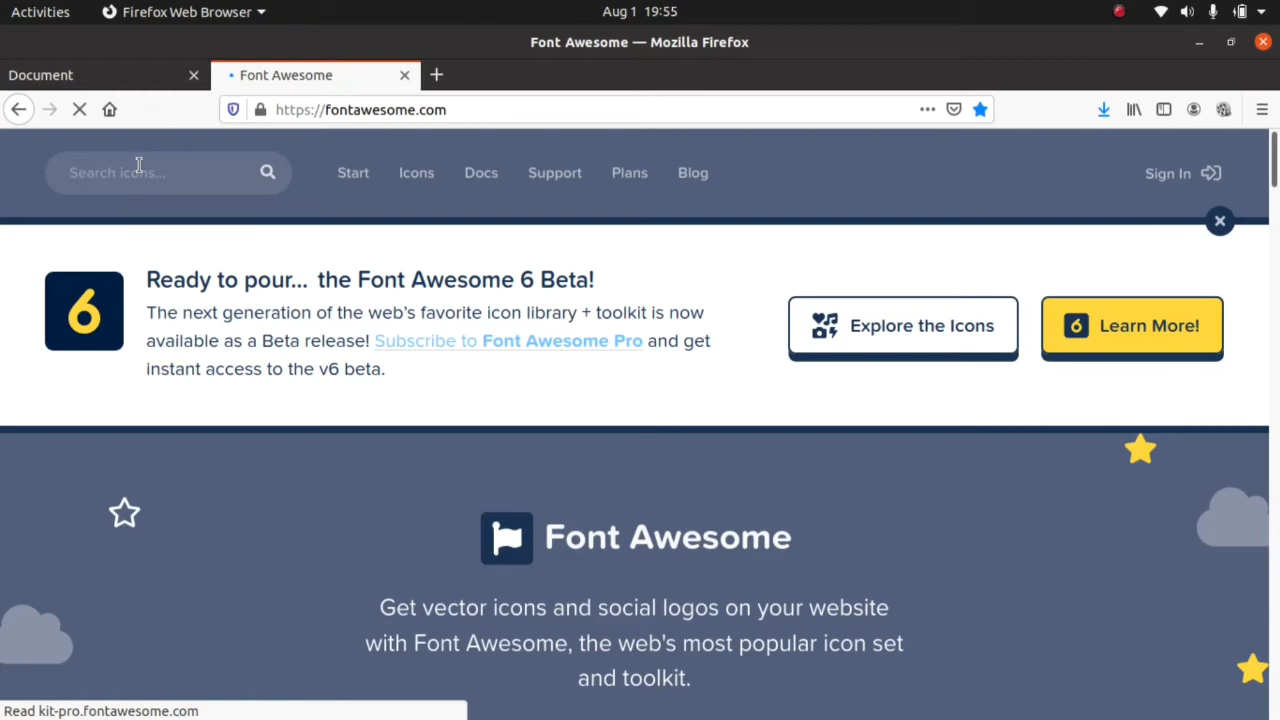 Activities Firefox Web Browser Aug 1 19:55
Font Awesome — Mozilla Firefox
Document Font Awesome
https://fontawesome.com
Search icons... Start Icons Docs Support Plans Blog Sign In
6 Ready to pour... the Font Awesome 6 Beta!
The next generation of the web's favorite icon library + toolkit is now
available as a Beta release! Subscribe to Font Awesome Pro and get
instant access to the v6 beta.
Explore the Icons 6 Learn More!
Font Awesome
Get vector icons and social logos on your website
with Font Awesome, the web's most popular icon set
and toolkit.
Read kit-pro.fontawesome.com